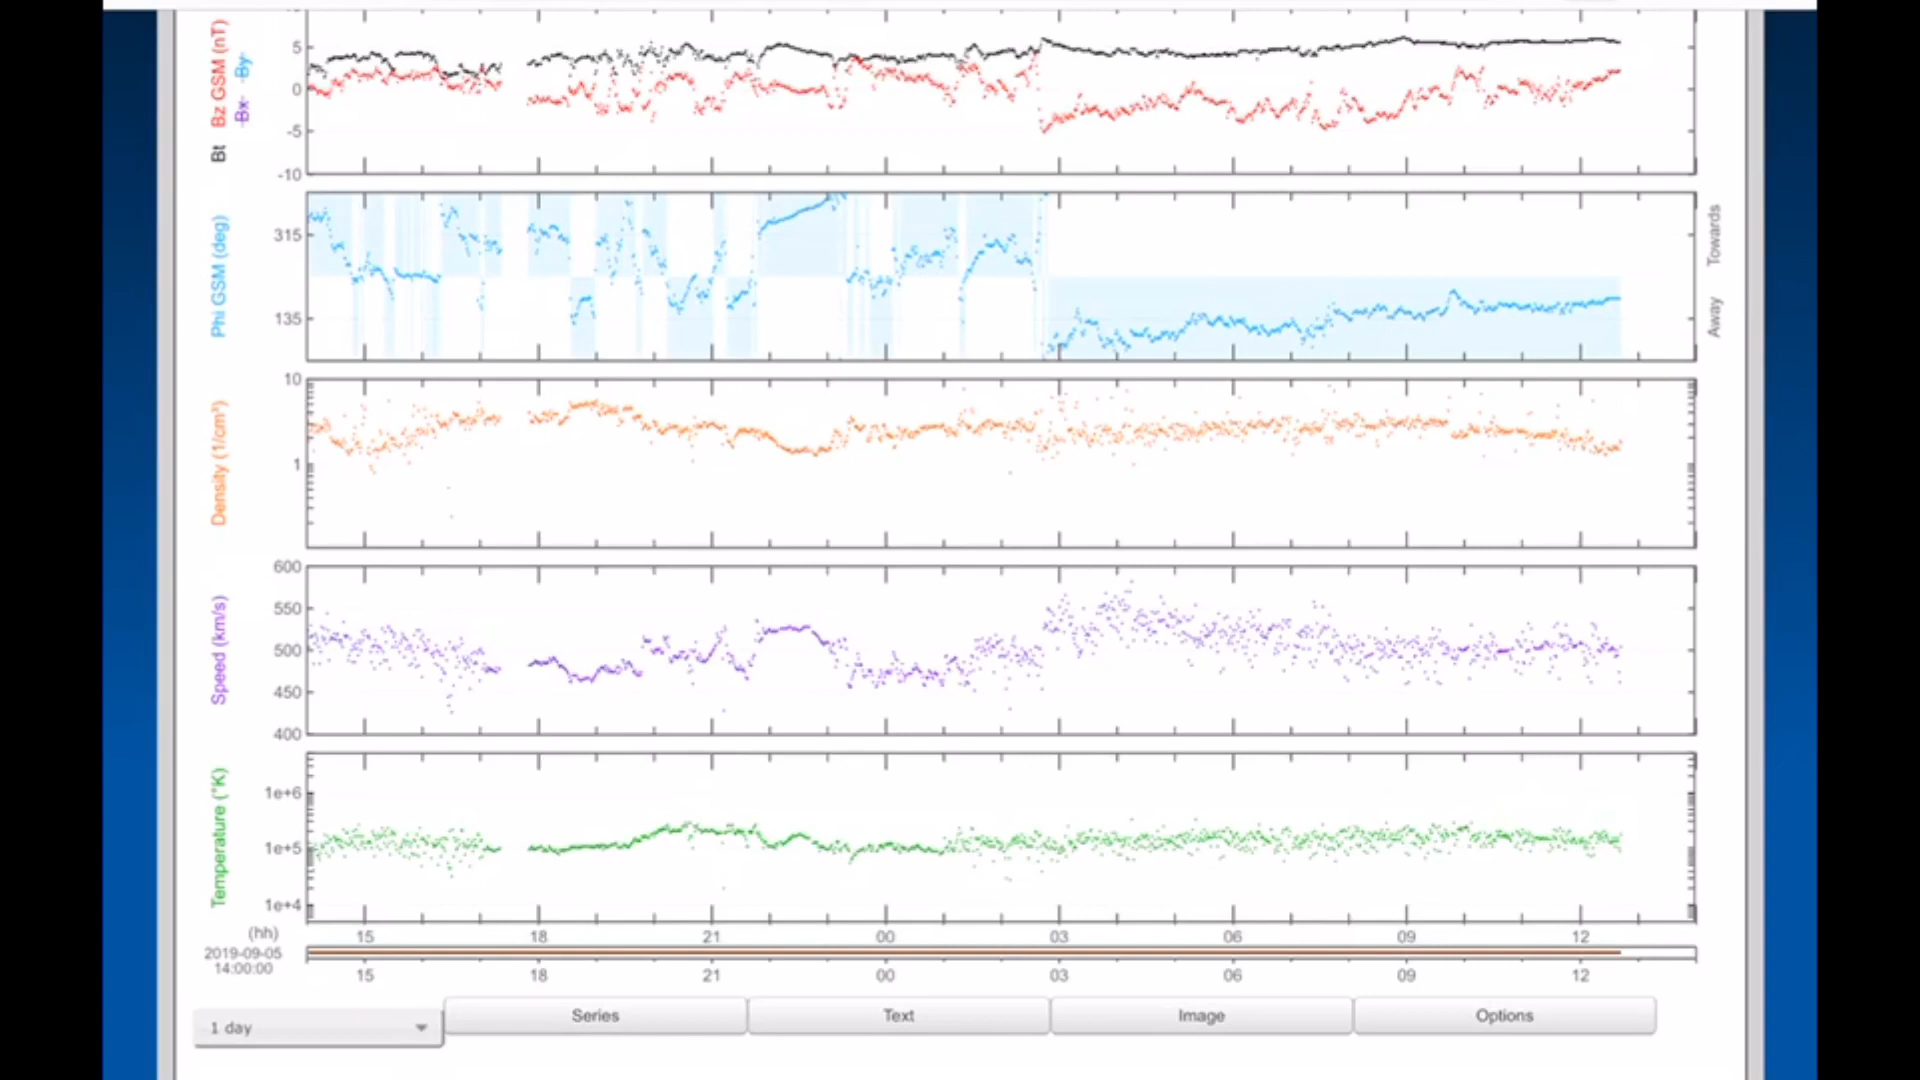 Bt Bz GSM (nT)
Bx By
5
0
-5
-10
Phi GSM (deg)
315
135
Towards
Away
Density (1/cm³)
10
1
Speed (km/s)
600
550
500
450
400
Temperature (°K)
1e+6
1e+5
1e+4
(hh)
15 18 21 00 03 06 09 12
2019-09-05
14:00:00
15 18 21 00 03 06 09 12
1 day
Series
Text
Image
Options